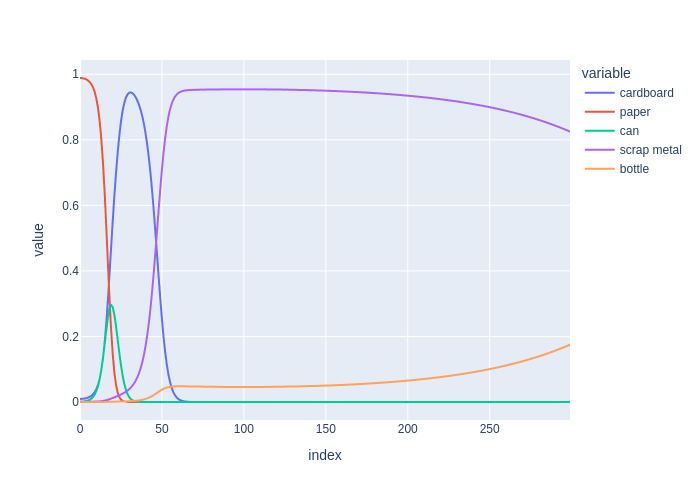 variable
cardboard
paper
can
scrap metal
bottle
value
1
0.8
0.6
0.4
0.2
0
0 50 100 150 200 250
index